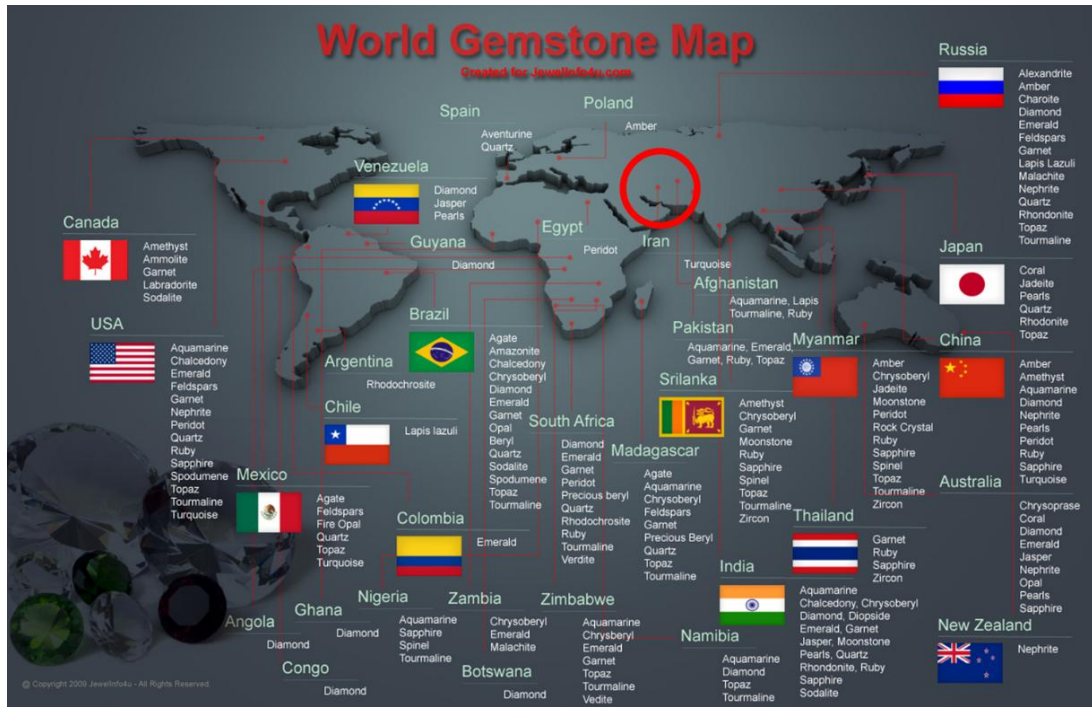 World Gemstone Map
Created for JewelInfo4u.com
Russia
Alexandrite
Amber
Charoite
Diamond
Emerald
Feldspars
Garnet
Lapis Lazuli
Malachite
Nephrite
Quartz
Rhondonite
Topaz
Tourmaline
Poland
Amber
Spain
Aventurine
Quartz
Venezuela
Diamond
Jasper
Pearls
Canada
Amethyst
Ammolite
Garnet
Labradorite
Sodalite
Guyana
Diamond
Egypt
Peridot
Iran
Turquoise
Afghanistan
Aquamarine, Lapis
Tourmaline, Ruby
Japan
Coral
Jadeite
Pearls
Quartz
Rhodonite
Topaz
USA
Aquamarine
Chalcedony
Emerald
Feldspars
Garnet
Nephrite
Peridot
Quartz
Ruby
Sapphire
Spodumene
Topaz
Tourmaline
Turquoise
Argentina
Rhodochrosite
Brazil
Agate
Amazonite
Chalcedony
Chrysoberyl
Diamond
Emerald
Garnet
Opal
Beryl
Quartz
Sodalite
Spodumene
Topaz
Tourmaline
Pakistan
Aquamarine, Emerald,
Garnet, Ruby, Topaz
Myanmar
Amber
Chrysoberyl
Jadeite
Moonstone
Peridot
Rock Crystal
Ruby
Sapphire
Spinel
Topaz
Tourmaline
Zircon
China
Amber
Amethyst
Aquamarine
Diamond
Nephrite
Pearls
Peridot
Ruby
Sapphire
Turquoise
Chile
Lapis lazuli
Srilanka
Amethyst
Chrysoberyl
Garnet
Moonstone
Ruby
Sapphire
Spinel
Topaz
Tourmaline
Zircon
South Africa
Diamond
Emerald
Garnet
Peridot
Precious beryl
Quartz
Rhodochrosite
Ruby
Tourmaline
Verdite
Madagascar
Agate
Aquamarine
Chrysoberyl
Feldspars
Garnet
Precious Beryl
Quartz
Topaz
Tourmaline
Mexico
Agate
Feldspars
Fire Opal
Quartz
Topaz
Turquoise
Colombia
Emerald
Thailand
Garnet
Ruby
Sapphire
Zircon
Australia
Chrysoprase
Coral
Diamond
Emerald
Jasper
Nephrite
Opal
Pearls
Sapphire
India
Aquamarine
Chalcedony, Chrysoberyl
Diamond, Diopside
Emerald, Garnet
Jasper, Moonstone
Pearls, Quartz
Rhondonite, Ruby
Sapphire
Sodalite
Angola
Diamond
Ghana
Diamond
Nigeria
Aquamarine
Sapphire
Spinel
Tourmaline
Zambia
Chrysoberyl
Emerald
Malachite
Zimbabwe
Aquamarine
Chrysberyl
Emerald
Garnet
Topaz
Tourmaline
Vedite
Namibia
Aquamarine
Diamond
Topaz
Tourmaline
New Zealand
Nephrite
Congo
Diamond
Botswana
Diamond
@ Copyright 2009 JewelInfo4u - All Rights Reserved.